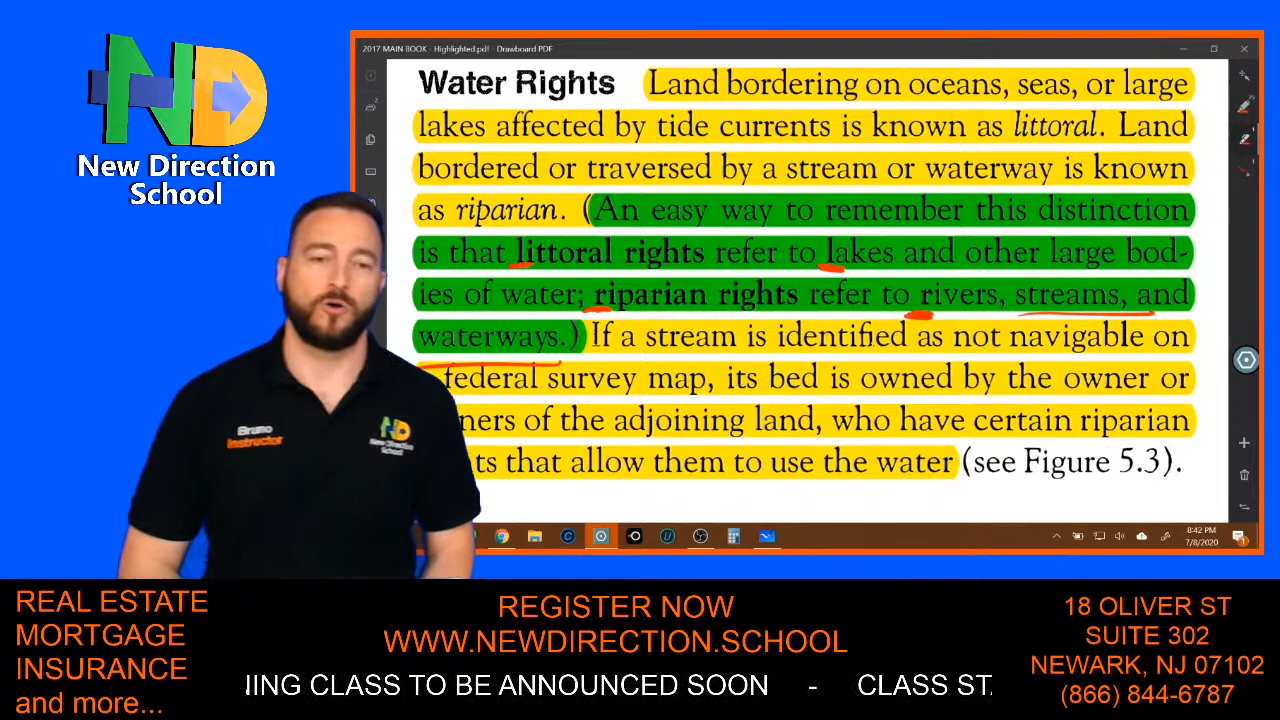 New Direction
School
2017 MAIN BOOK - Highlighted.pdf - Drawboard PDF
Water Rights Land bordering on oceans, seas, or large
lakes affected by tide currents is known as littoral. Land
bordered or traversed by a stream or waterway is known
as riparian. (An easy way to remember this distinction
is that littoral rights refer to lakes and other large bod-
ies of water; riparian rights refer to rivers, streams, and
waterways.) If a stream is identified as not navigable on
federal survey map, its bed is owned by the owner or
ners of the adjoining land, who have certain riparian
ts that allow them to use the water (see Figure 5.3).
8:42 PM
7/8/2020
Bruno
Instructor
ND
New Direction
School
REAL ESTATE
MORTGAGE
INSURANCE
and more...
REGISTER NOW
WWW.NEWDIRECTION.SCHOOL
NING CLASS TO BE ANNOUNCED SOON - CLASS STA
18 OLIVER ST
SUITE 302
NEWARK, NJ 07102
(866) 844-6787